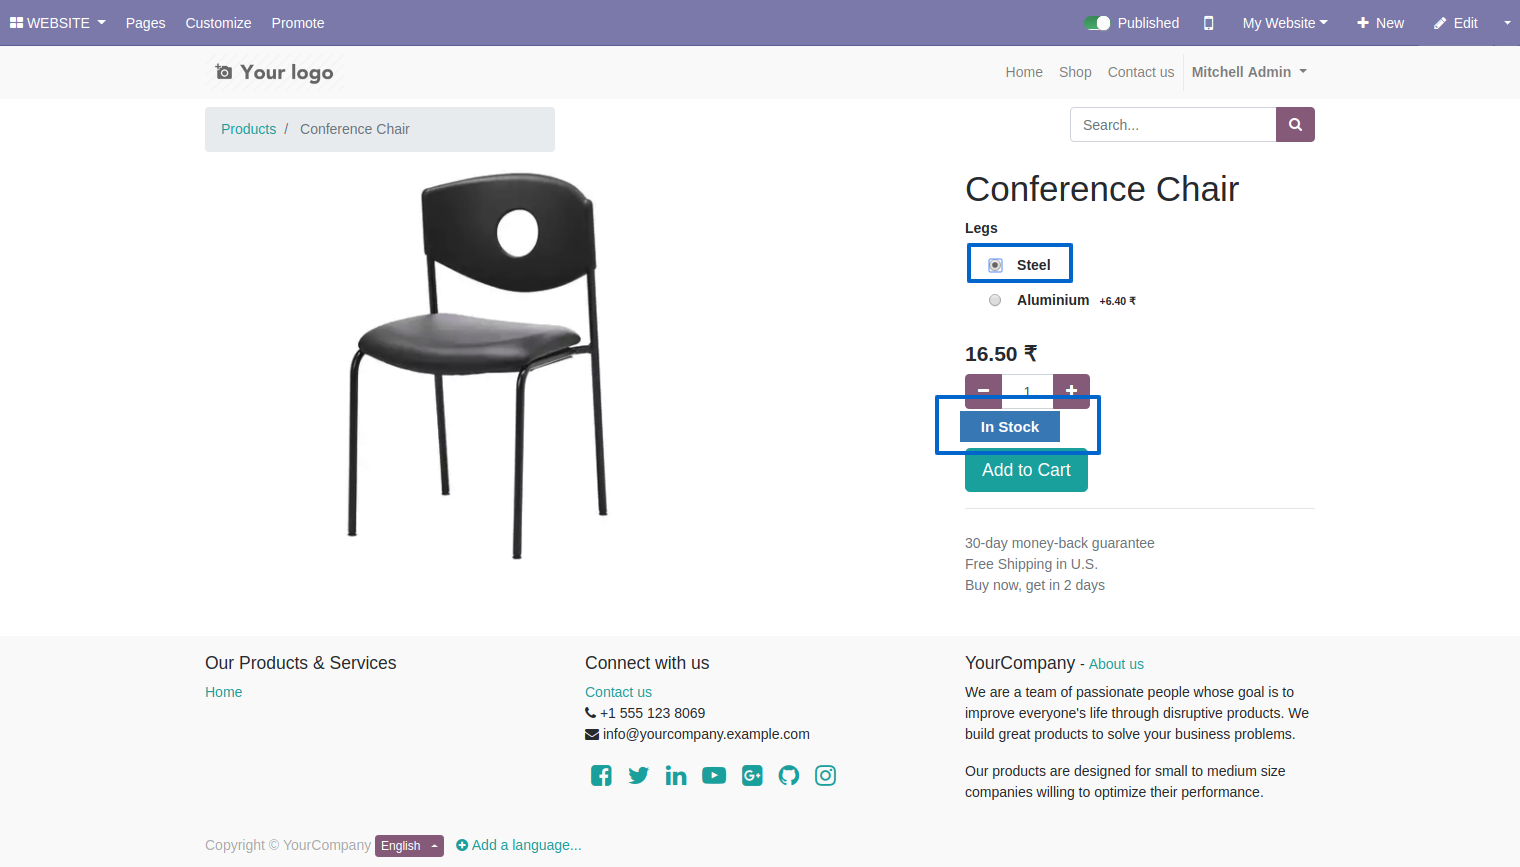 WEBSITE Pages Customize Promote Published My Website New Edit
Your logo Home Shop Contact us Mitchell Admin
Products / Conference Chair Search...
Conference Chair
Legs
Steel
Aluminium +6.40 ₹
16.50 ₹
1
In Stock
Add to Cart
30-day money-back guarantee
Free Shipping in U.S.
Buy now, get in 2 days
Our Products & Services
Home
Connect with us
Contact us
+1 555 123 8069
info@yourcompany.example.com
YourCompany - About us
We are a team of passionate people whose goal is to
improve everyone's life through disruptive products. We
build great products to solve your business problems.
Our products are designed for small to medium size
companies willing to optimize their performance.
Copyright © YourCompany English Add a language...